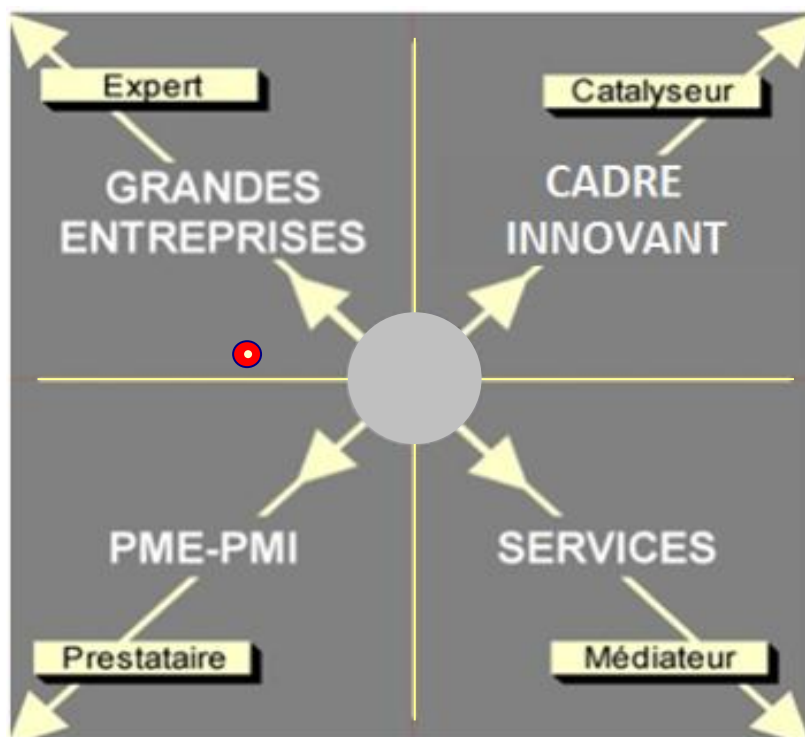 Expert
Catalyseur
GRANDES
ENTREPRISES
CADRE
INNOVANT
PME-PMI
SERVICES
Prestataire
Médiateur